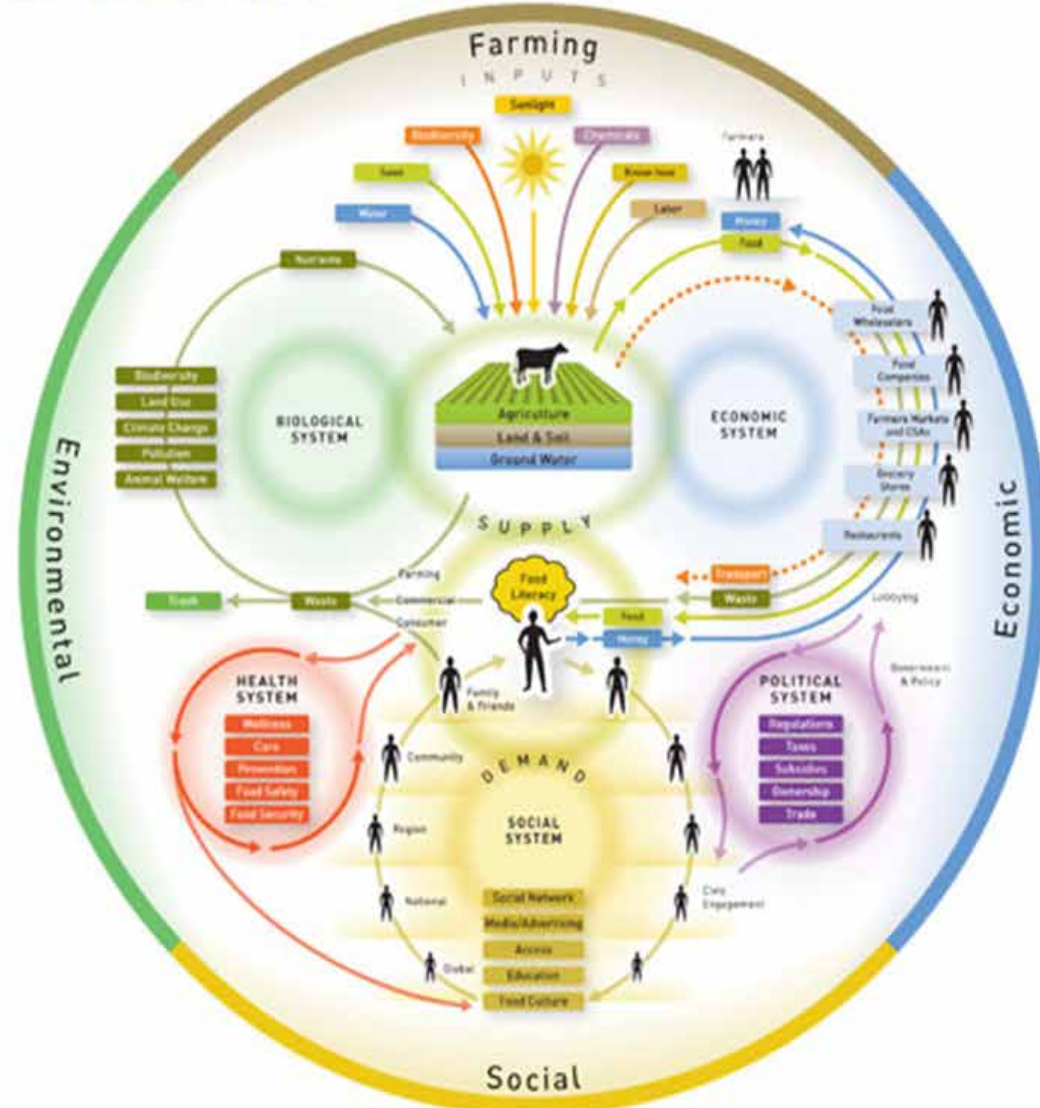 Farming
INPUTS
Sunlight
Biodiversity
Chemicals
Farmers
Seed
Know-how
Water
Labor
Money
Food
Nutrients
Food
Wholesalers
Biodiversity
Land Use
Climate Change
Pollution
Animal Welfare
BIOLOGICAL
SYSTEM
Agriculture
Land & Soil
Ground Water
ECONOMIC
SYSTEM
Food
Companies
Farmers Markets
and CSAs
Grocery
Stores
Restaurants
SUPPLY
Environmental
Economic
Farming
Commercial
Consumer
Food
Literacy
Transport
Waste
Trash
Waste
Food
Money
Lobbying
Government
& Policy
HEALTH
SYSTEM
Wellness
Care
Prevention
Food Safety
Food Security
Family
& Friends
Community
Region
National
Global
DEMAND
SOCIAL
SYSTEM
Social Network
Media/Advertising
Access
Education
Food Culture
POLITICAL
SYSTEM
Regulations
Taxes
Subsidies
Ownership
Trade
Civic
Engagement
Social